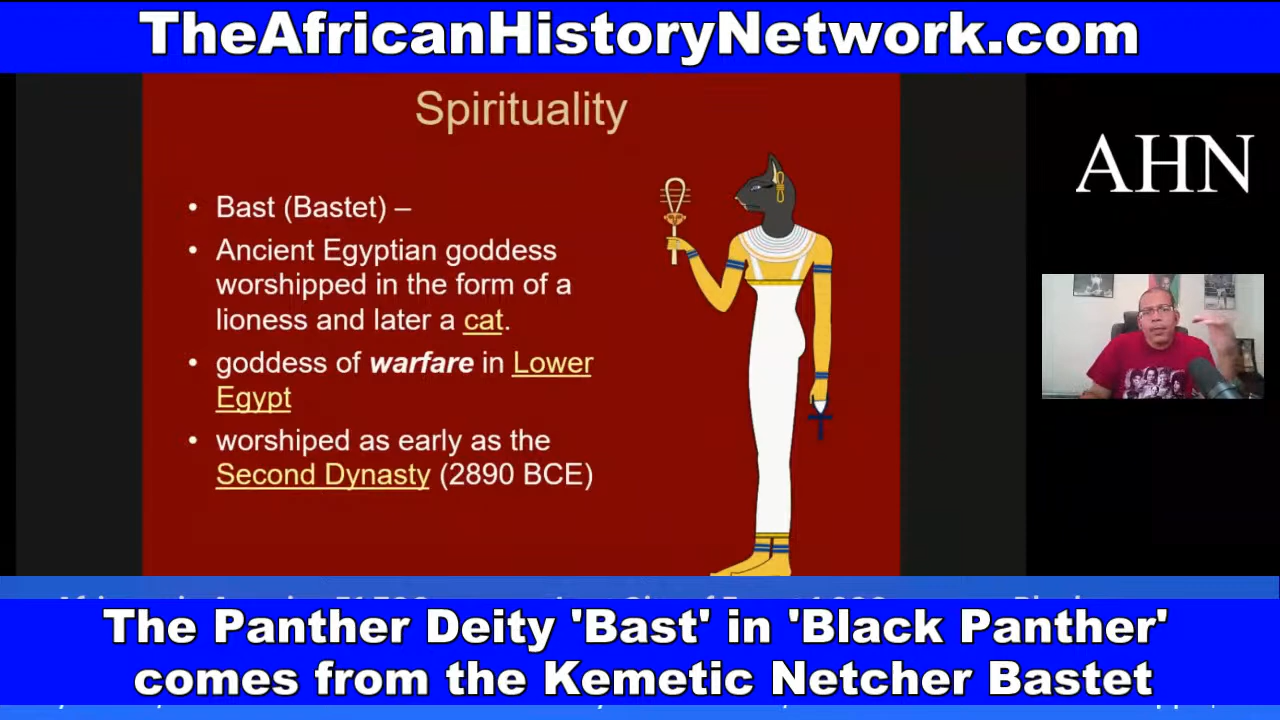 TheAfricanHistoryNetwork.com
Spirituality
AHN
• Bast (Bastet) –
• Ancient Egyptian goddess
worshipped in the form of a
lioness and later a cat.
• goddess of warfare in Lower
Egypt
• worshiped as early as the
Second Dynasty (2890 BCE)
The Panther Deity 'Bast' in 'Black Panther'
comes from the Kemetic Netcher Bastet